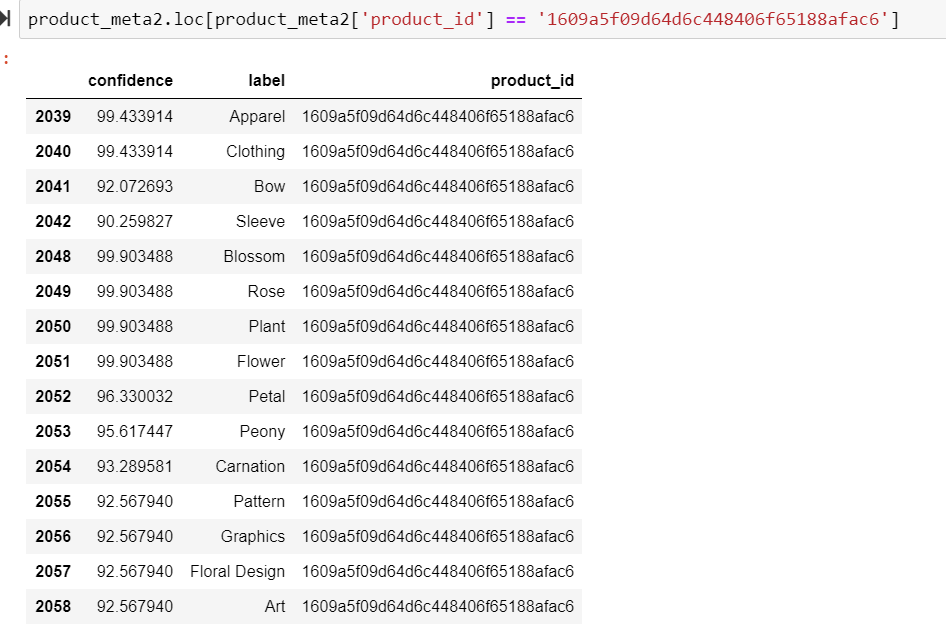 product_meta2.loc[product_meta2['product_id'] == '1609a5f09d64d6c448406f65188afac6']
:
confidence label product_id
2039 99.433914 Apparel 1609a5f09d64d6c448406f65188afac6
2040 99.433914 Clothing 1609a5f09d64d6c448406f65188afac6
2041 92.072693 Bow 1609a5f09d64d6c448406f65188afac6
2042 90.259827 Sleeve 1609a5f09d64d6c448406f65188afac6
2048 99.903488 Blossom 1609a5f09d64d6c448406f65188afac6
2049 99.903488 Rose 1609a5f09d64d6c448406f65188afac6
2050 99.903488 Plant 1609a5f09d64d6c448406f65188afac6
2051 99.903488 Flower 1609a5f09d64d6c448406f65188afac6
2052 96.330032 Petal 1609a5f09d64d6c448406f65188afac6
2053 95.617447 Peony 1609a5f09d64d6c448406f65188afac6
2054 93.289581 Carnation 1609a5f09d64d6c448406f65188afac6
2055 92.567940 Pattern 1609a5f09d64d6c448406f65188afac6
2056 92.567940 Graphics 1609a5f09d64d6c448406f65188afac6
2057 92.567940 Floral Design 1609a5f09d64d6c448406f65188afac6
2058 92.567940 Art 1609a5f09d64d6c448406f65188afac6